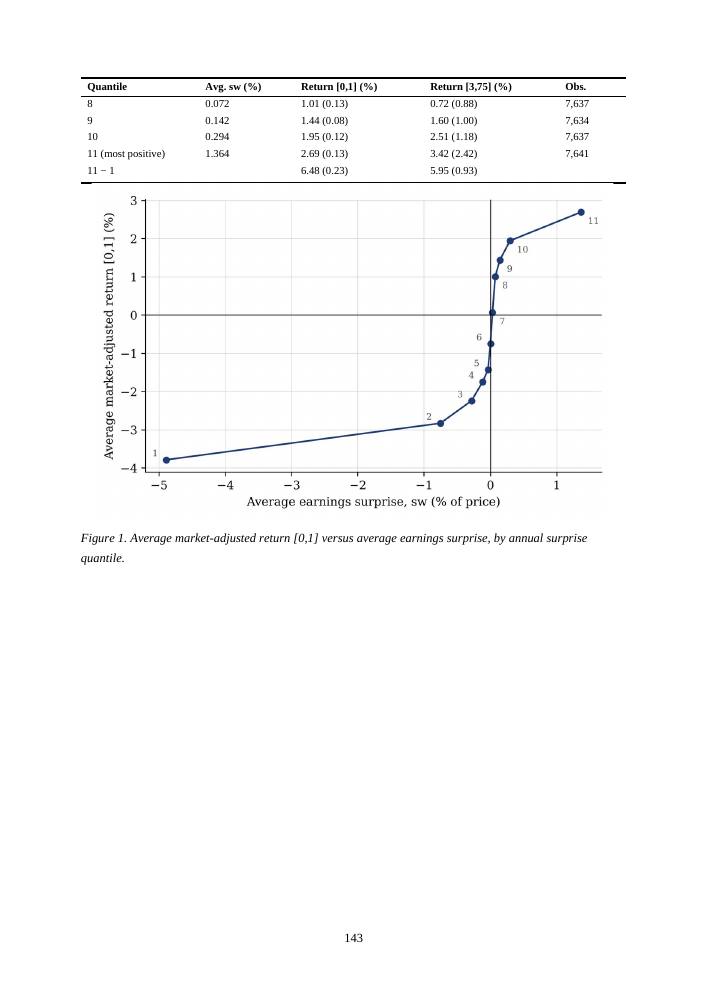 Quantile Avg. sw (%) Return [0,1] (%) Return [3,75] (%) Obs.
8 0.072 1.01 (0.13) 0.72 (0.88) 7,637
9 0.142 1.44 (0.08) 1.60 (1.00) 7,634
10 0.294 1.95 (0.12) 2.51 (1.18) 7,637
11 (most positive) 1.364 2.69 (0.13) 3.42 (2.42) 7,641
11 − 1 6.48 (0.23) 5.95 (0.93)
Average market-adjusted return [0,1] (%)
3
2
1
0
−1
−2
−3
−4
11
10
9
8
7
6
5
4
3
2
1
−5 −4 −3 −2 −1 0 1
Average earnings surprise, sw (% of price)
Figure 1. Average market-adjusted return [0,1] versus average earnings surprise, by annual surprise
quantile.
143